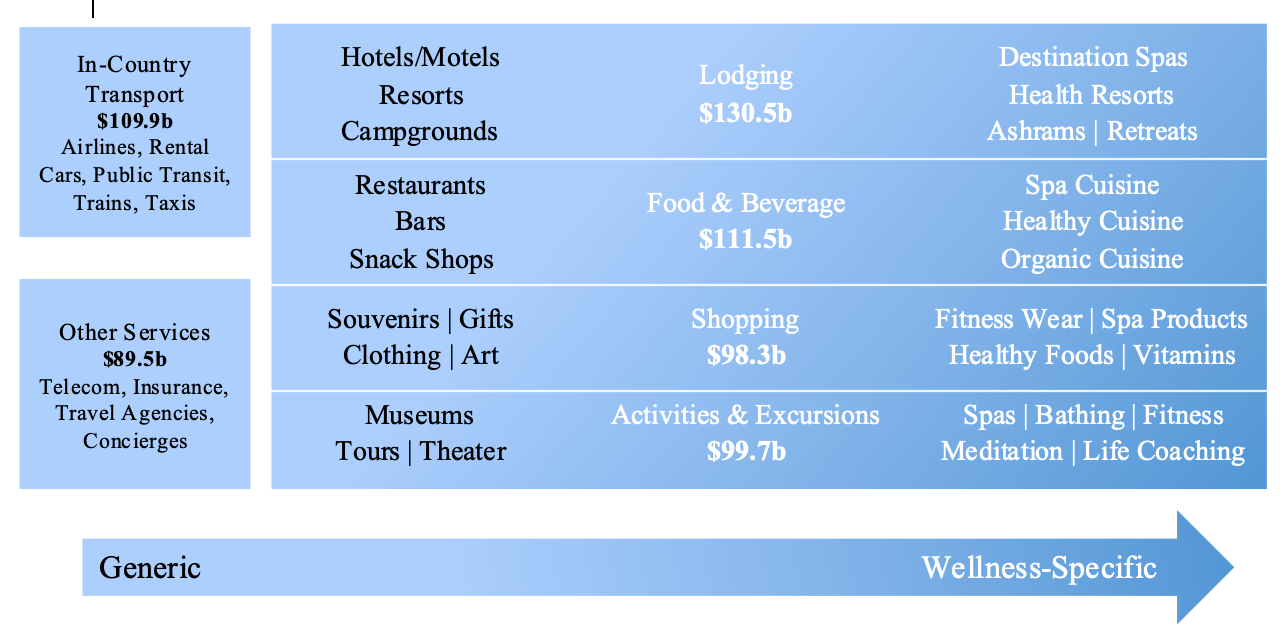 In-Country
Transport
$109.9b
Airlines, Rental
Cars, Public Transit,
Trains, Taxis
Other Services
$89.5b
Telecom, Insurance,
Travel Agencies,
Concierges
Hotels/Motels
Resorts
Campgrounds
Lodging
$130.5b
Destination Spas
Health Resorts
Ashrams | Retreats
Restaurants
Bars
Snack Shops
Food & Beverage
$111.5b
Spa Cuisine
Healthy Cuisine
Organic Cuisine
Souvenirs | Gifts
Clothing | Art
Shopping
$98.3b
Fitness Wear | Spa Products
Healthy Foods | Vitamins
Museums
Tours | Theater
Activities & Excursions
$99.7b
Spas | Bathing | Fitness
Meditation | Life Coaching
Generic
Wellness-Specific